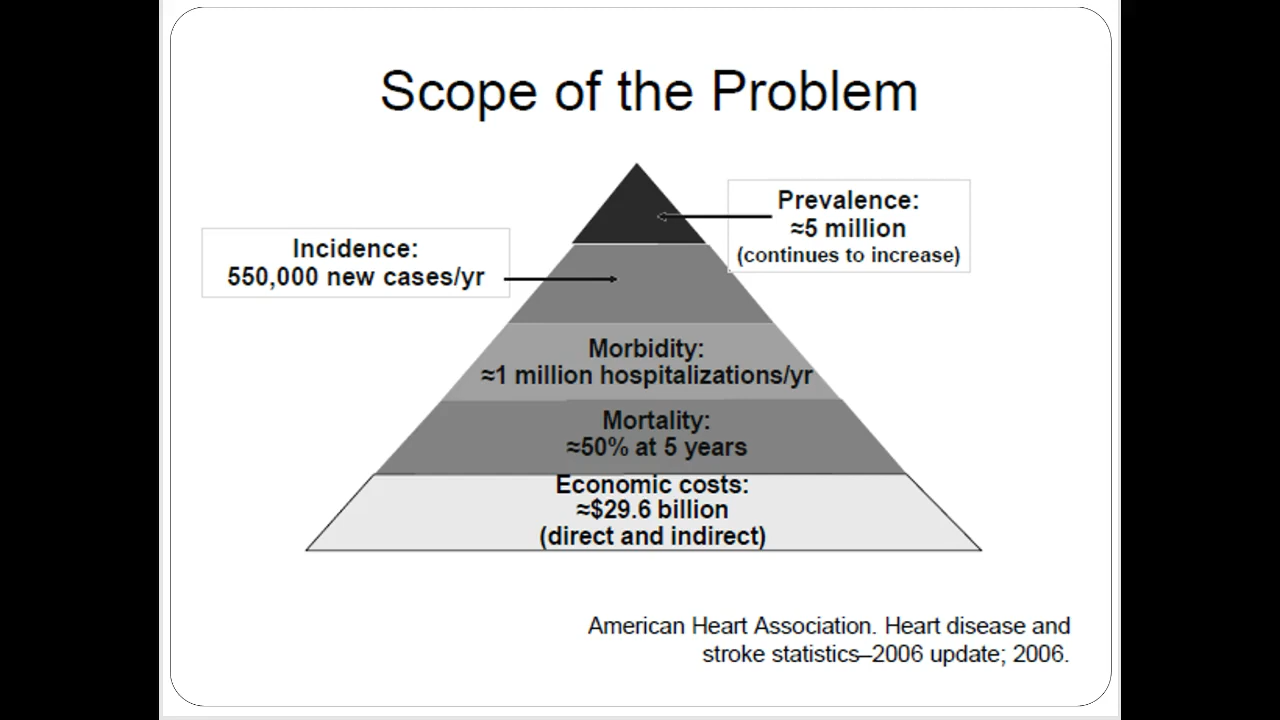 Scope of the Problem
Prevalence:
≈5 million
(continues to increase)
Incidence:
550,000 new cases/yr
Morbidity:
≈1 million hospitalizations/yr
Mortality:
≈50% at 5 years
Economic costs:
≈$29.6 billion
(direct and indirect)
American Heart Association. Heart disease and
stroke statistics–2006 update; 2006.